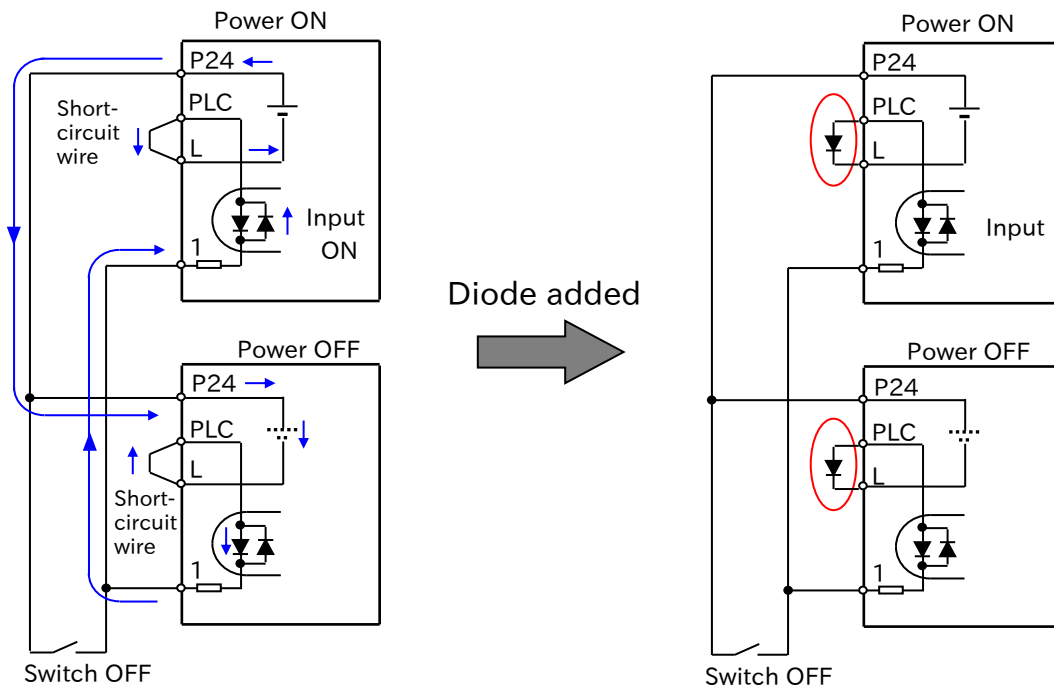 Power ON
P24
PLC
Short-
circuit
wire
L
Input
ON
1
Power OFF
P24
PLC
L
Short-
circuit
wire
1
Switch OFF
Diode added
Power ON
P24
PLC
L
Input
1
Power OFF
P24
PLC
L
1
Switch OFF